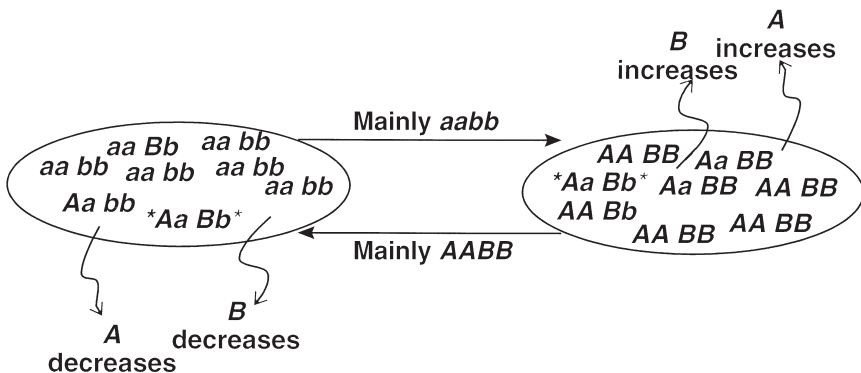 A
increases
B
increases
Mainly aabb
aa Bb
aa bb
aa bb
aa bb
aa bb
aa bb
Aa bb
*Aa Bb*
AA BB
Aa BB
*Aa Bb*
Aa BB
AA BB
AA Bb
AA BB
AA BB
Mainly AABB
A
decreases
B
decreases